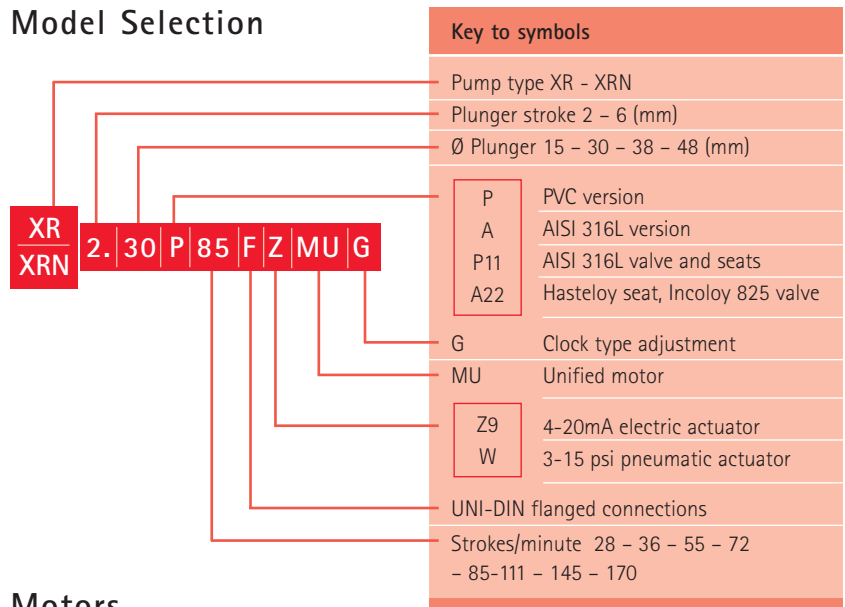 Model Selection
Key to symbols
Pump type XR - XRN
Plunger stroke 2 – 6 (mm)
Ø Plunger 15 – 30 – 38 – 48 (mm)
P PVC version
A AISI 316L version
P11 AISI 316L valve and seats
A22 Hasteloy seat, Incoloy 825 valve
XR
XRN
2. 30 P 85 F Z MU G
G Clock type adjustment
MU Unified motor
Z9 4-20mA electric actuator
W 3-15 psi pneumatic actuator
UNI-DIN flanged connections
Strokes/minute 28 – 36 – 55 – 72
– 85-111 – 145 – 170
Motors